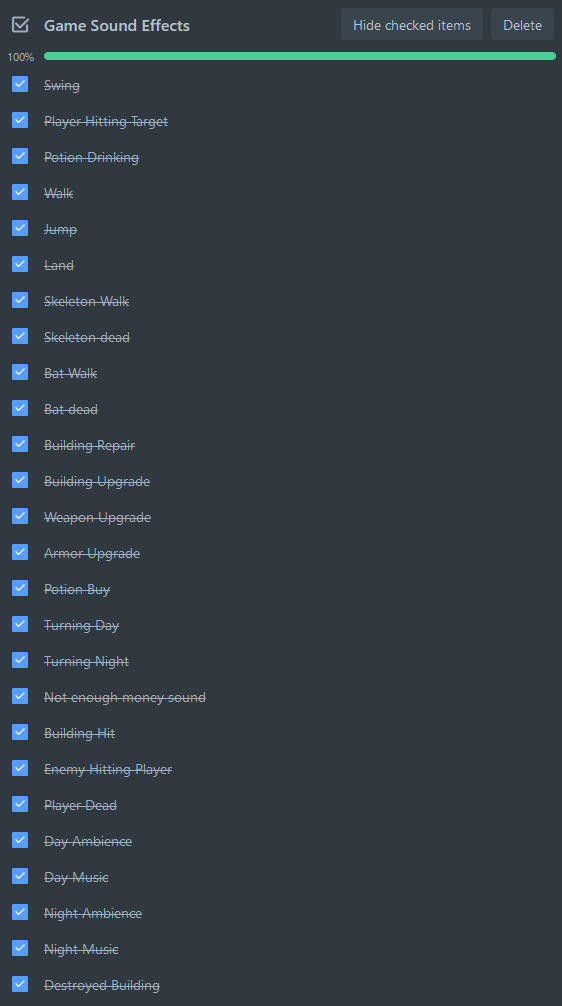 Game Sound Effects Hide checked items Delete
100%
Swing
Player Hitting Target
Potion Drinking
Walk
Jump
Land
Skeleton Walk
Skeleton dead
Bat Walk
Bat dead
Building Repair
Building Upgrade
Weapon Upgrade
Armor Upgrade
Potion Buy
Turning Day
Turning Night
Not enough money sound
Building Hit
Enemy Hitting Player
Player Dead
Day Ambience
Day Music
Night Ambience
Night Music
Destroyed Building